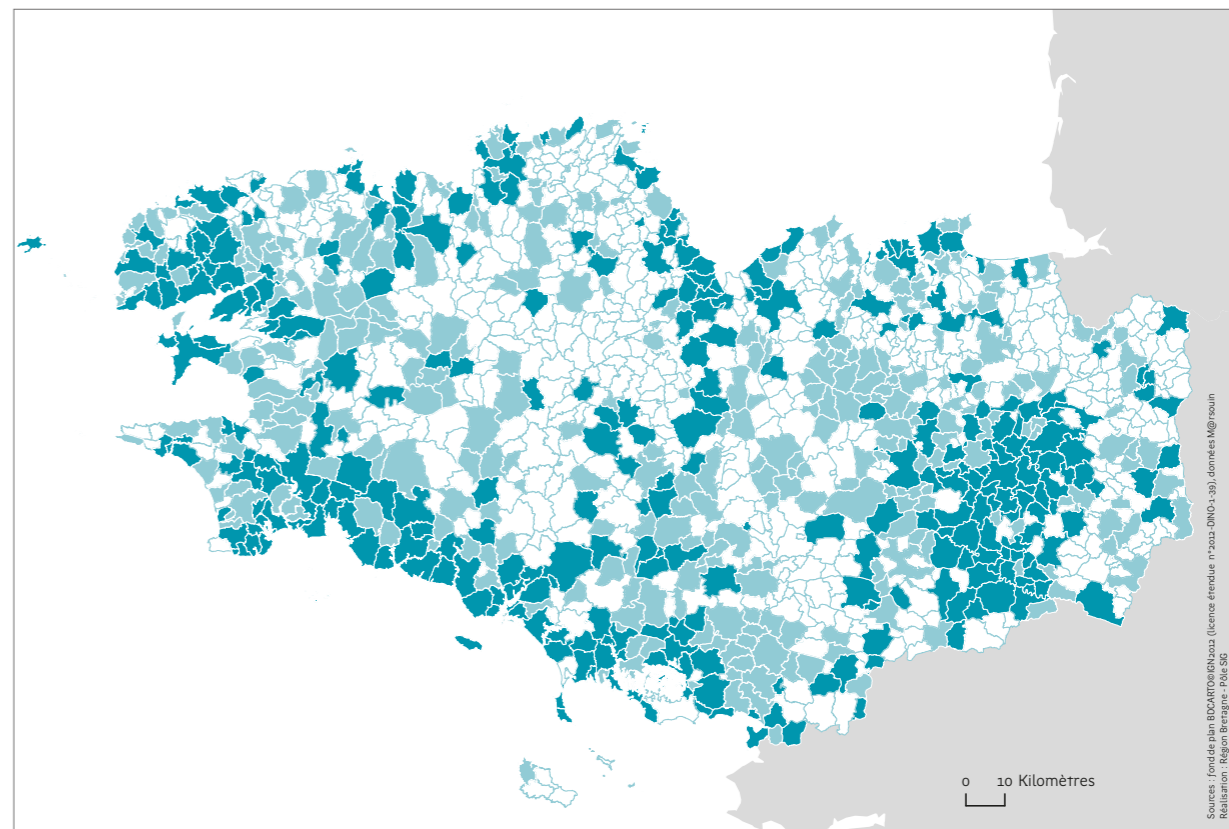 0 10 Kilomètres
Sources : fond de plan BDCARTO©IGN2012 (licence étendue n°2012-DINO-1-39), données M@rsouin
Réalisation : Région Bretagne - Pôle SIG